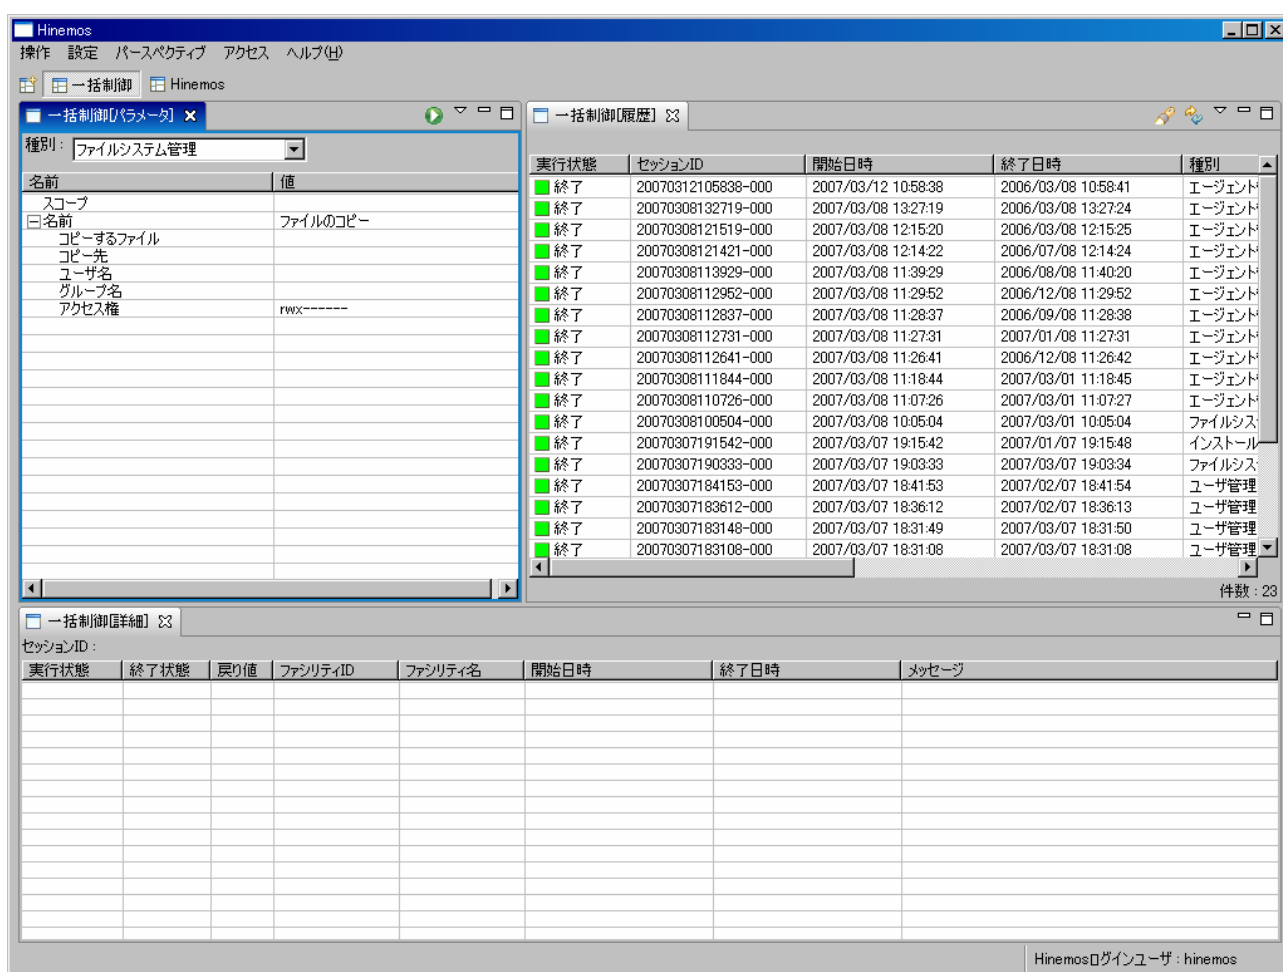 Hinemos
操作 設定 パースペクティブ アクセス ヘルプ(H)
一括制御 Hinemos
一括制御[パラメータ]
種別: ファイルシステム管理
名前 値
スコープ
名前 ファイルのコピー
コピーするファイル
コピー先
ユーザ名
グループ名
アクセス権 rwx------
一括制御[履歴]
実行状態 セッションID 開始日時 終了日時 種別
終了 20070312105838-000 2007/03/12 10:58:38 2006/03/08 10:58:41 エージェント
終了 20070308132719-000 2007/03/08 13:27:19 2006/03/08 13:27:24 エージェント
終了 20070308121519-000 2007/03/08 12:15:20 2006/03/08 12:15:25 エージェント
終了 20070308121421-000 2007/03/08 12:14:22 2006/07/08 12:14:24 エージェント
終了 20070308113929-000 2007/03/08 11:39:29 2006/08/08 11:40:20 エージェント
終了 20070308112952-000 2007/03/08 11:29:52 2006/12/08 11:29:52 エージェント
終了 20070308112837-000 2007/03/08 11:28:37 2006/09/08 11:28:38 エージェント
終了 20070308112731-000 2007/03/08 11:27:31 2007/01/08 11:27:31 エージェント
終了 20070308112641-000 2007/03/08 11:26:41 2006/12/08 11:26:42 エージェント
終了 20070308111844-000 2007/03/08 11:18:44 2007/03/01 11:18:45 エージェント
終了 20070308110726-000 2007/03/08 11:07:26 2007/03/01 11:07:27 エージェント
終了 20070308100504-000 2007/03/08 10:05:04 2007/03/01 10:05:04 ファイルシス
終了 20070307191542-000 2007/03/07 19:15:42 2007/01/07 19:15:48 インストール
終了 20070307190333-000 2007/03/07 19:03:33 2007/03/07 19:03:34 ファイルシス
終了 20070307184153-000 2007/03/07 18:41:53 2007/02/07 18:41:54 ユーザ管理
終了 20070307183612-000 2007/03/07 18:36:12 2007/02/07 18:36:13 ユーザ管理
終了 20070307183148-000 2007/03/07 18:31:49 2007/03/07 18:31:50 ユーザ管理
終了 20070307183108-000 2007/03/07 18:31:08 2007/03/07 18:31:08 ユーザ管理
件数:23
一括制御[詳細]
セッションID:
実行状態 終了状態 戻り値 ファシリティID ファシリティ名 開始日時 終了日時 メッセージ
Hinemosログインユーザ:hinemos